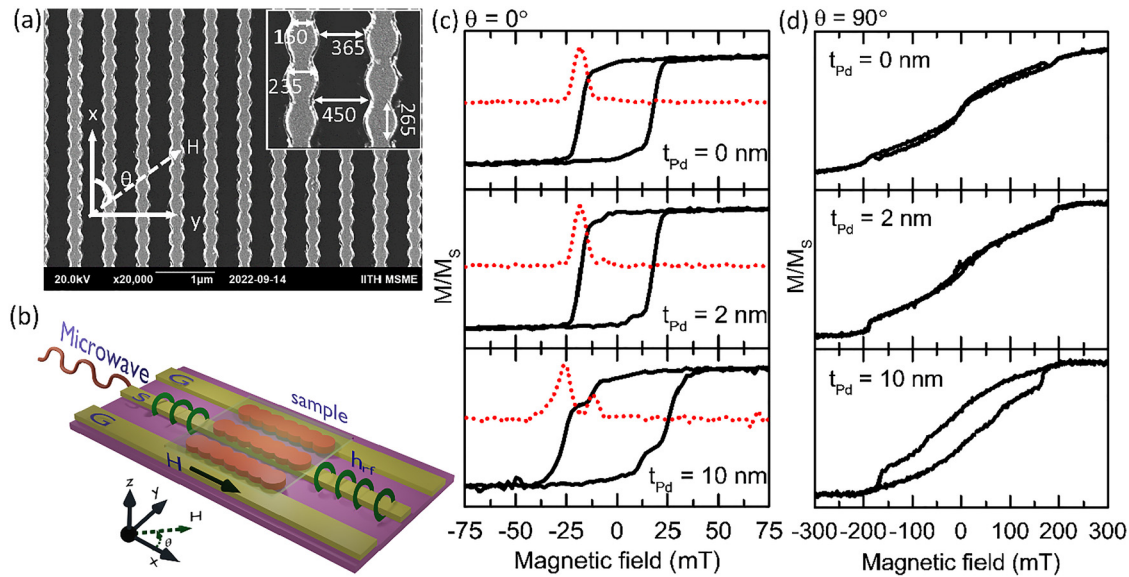 (a)
160
365
235
450
265
x
H
θ
y
20.0kV x20,000 1μm 2022-09-14 IITH MSME
(b)
Microwave
G
S
G
sample
H
h_rf
z
y
H
θ
x
(c) θ = 0°
M/M_S
t_Pd = 0 nm
t_Pd = 2 nm
t_Pd = 10 nm
-75 -50 -25 0 25 50 75
Magnetic field (mT)
(d) θ = 90°
M/M_S
t_Pd = 0 nm
t_Pd = 2 nm
t_Pd = 10 nm
-300 -200 -100 0 100 200 300
Magnetic field (mT)